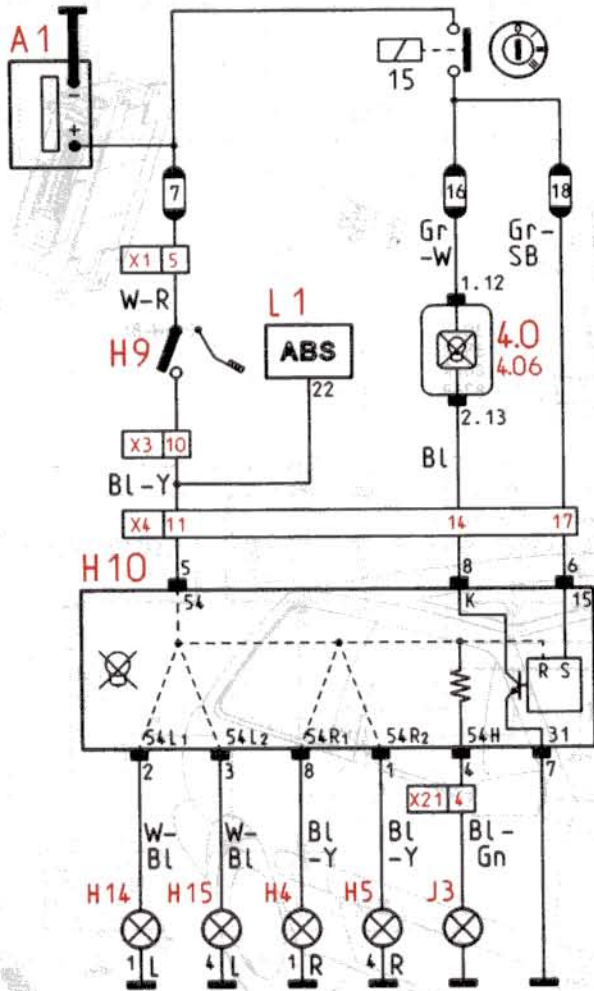 A1
-
+
15
0
I
II
III
7
16
18
X1 5
Gr
-W
Gr-
SB
W-R
1.12
L1
H9
ABS
4.0
4.06
22
2.13
X3 10
Bl
Bl-Y
X4 11 14 17
H10
5 8 6
54 K 15
R S
54L1 54L2 54R1 54R2 54H 31
2 3 8 1 4 7
X21 4
W-
Bl
W-
Bl
Bl
-Y
Bl
-Y
Bl-
Gn
H14 H15 H4 H5 J3
1 L 4 L 1 R 4 R